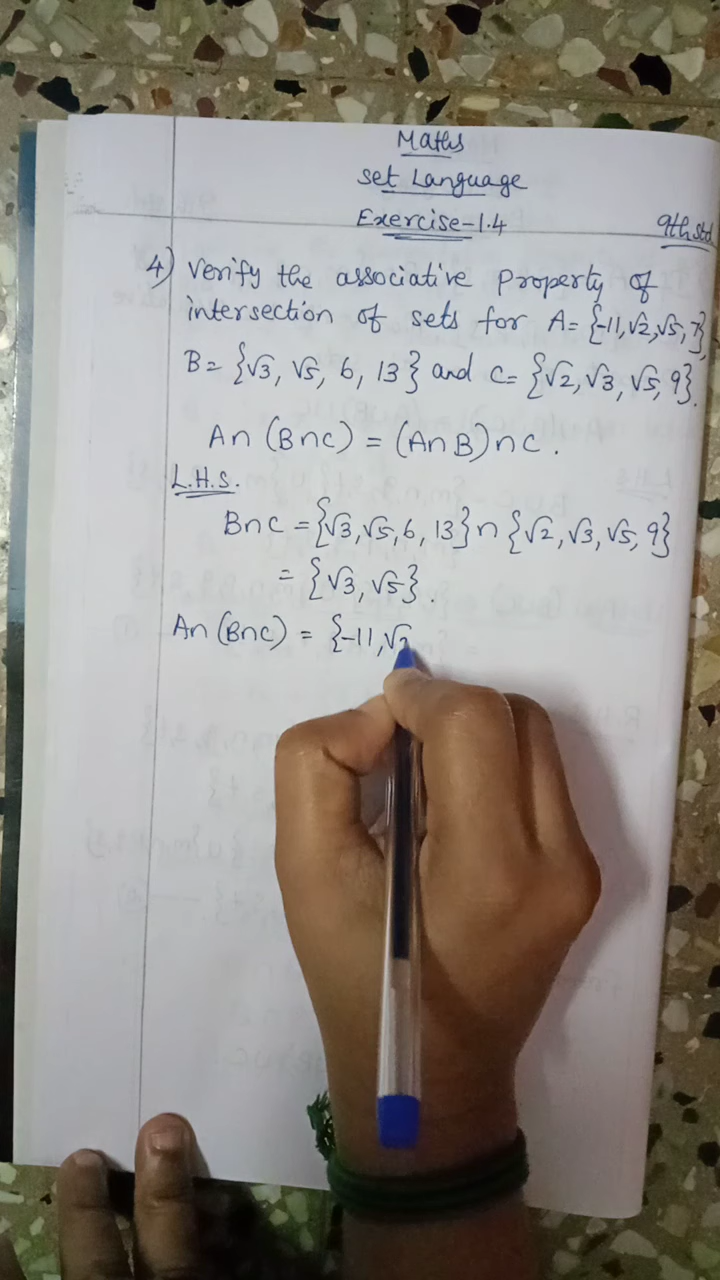 Maths
Set Language
Exercise-1.4
9th std
4) Verify the associative Property of
intersection of sets for A= {-11, √2, √5, 7},
B= {√3, √5, 6, 13} and C= {√2, √3, √5, 9}.
A∩(B∩C) = (A∩B)∩C.
L.H.S.
B∩C = {√3, √5, 6, 13} ∩ {√2, √3, √5, 9}
= {√3, √5}.
A∩(B∩C) = {-11, √2